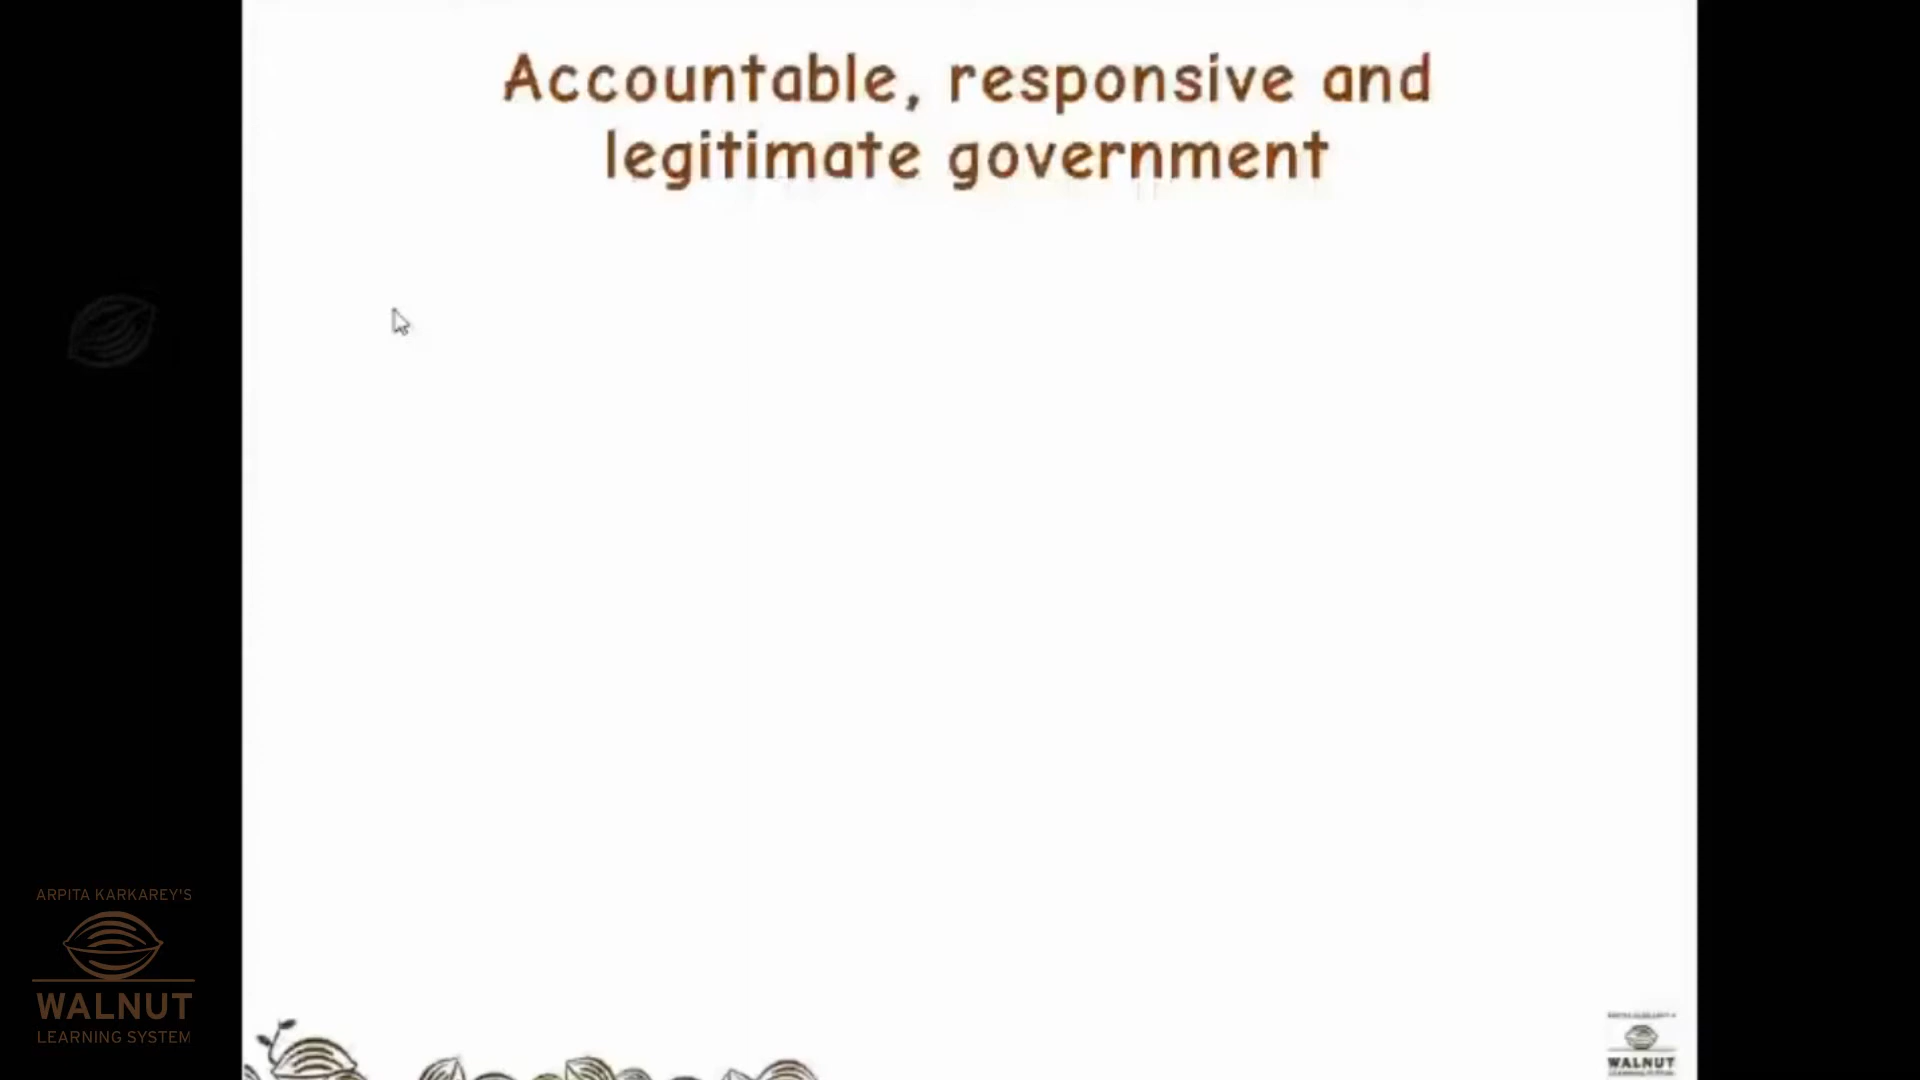 Accountable, responsive and
legitimate government
ARPITA KARKAREY'S
WALNUT
LEARNING SYSTEM
WALNUT